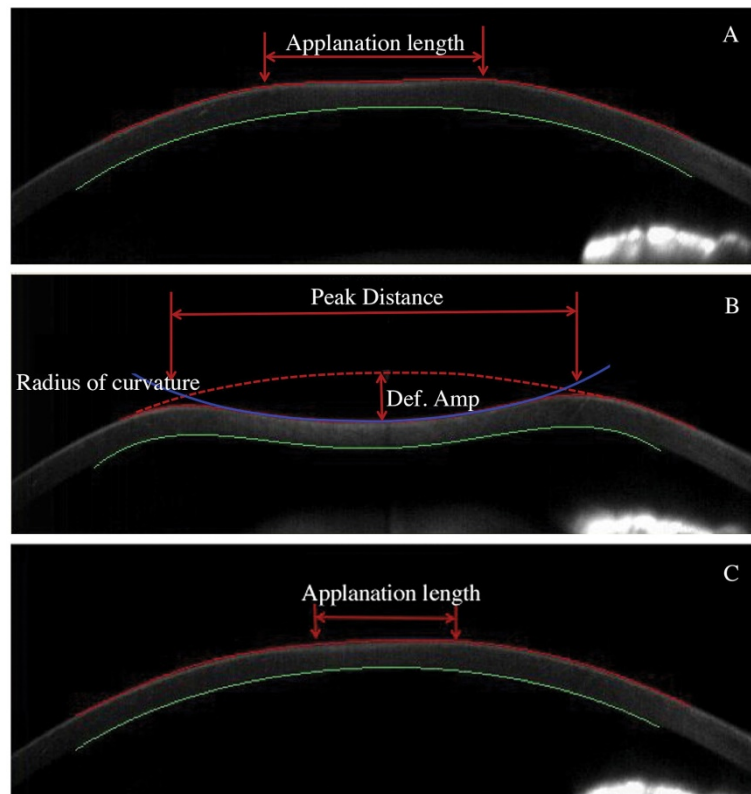 A
Applanation length
B
Peak Distance
Radius of curvature
Def. Amp
C
Applanation length